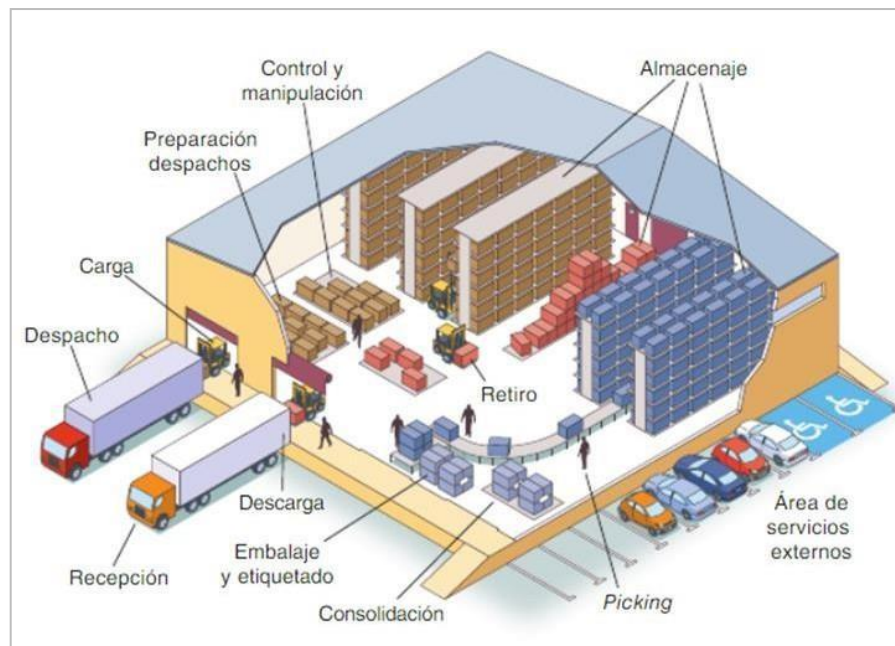 Control y
manipulación
Almacenaje
Preparación
despachos
Carga
Despacho
Retiro
Descarga
Recepción
Embalaje
y etiquetado
Consolidación
Picking
Área de
servicios
externos